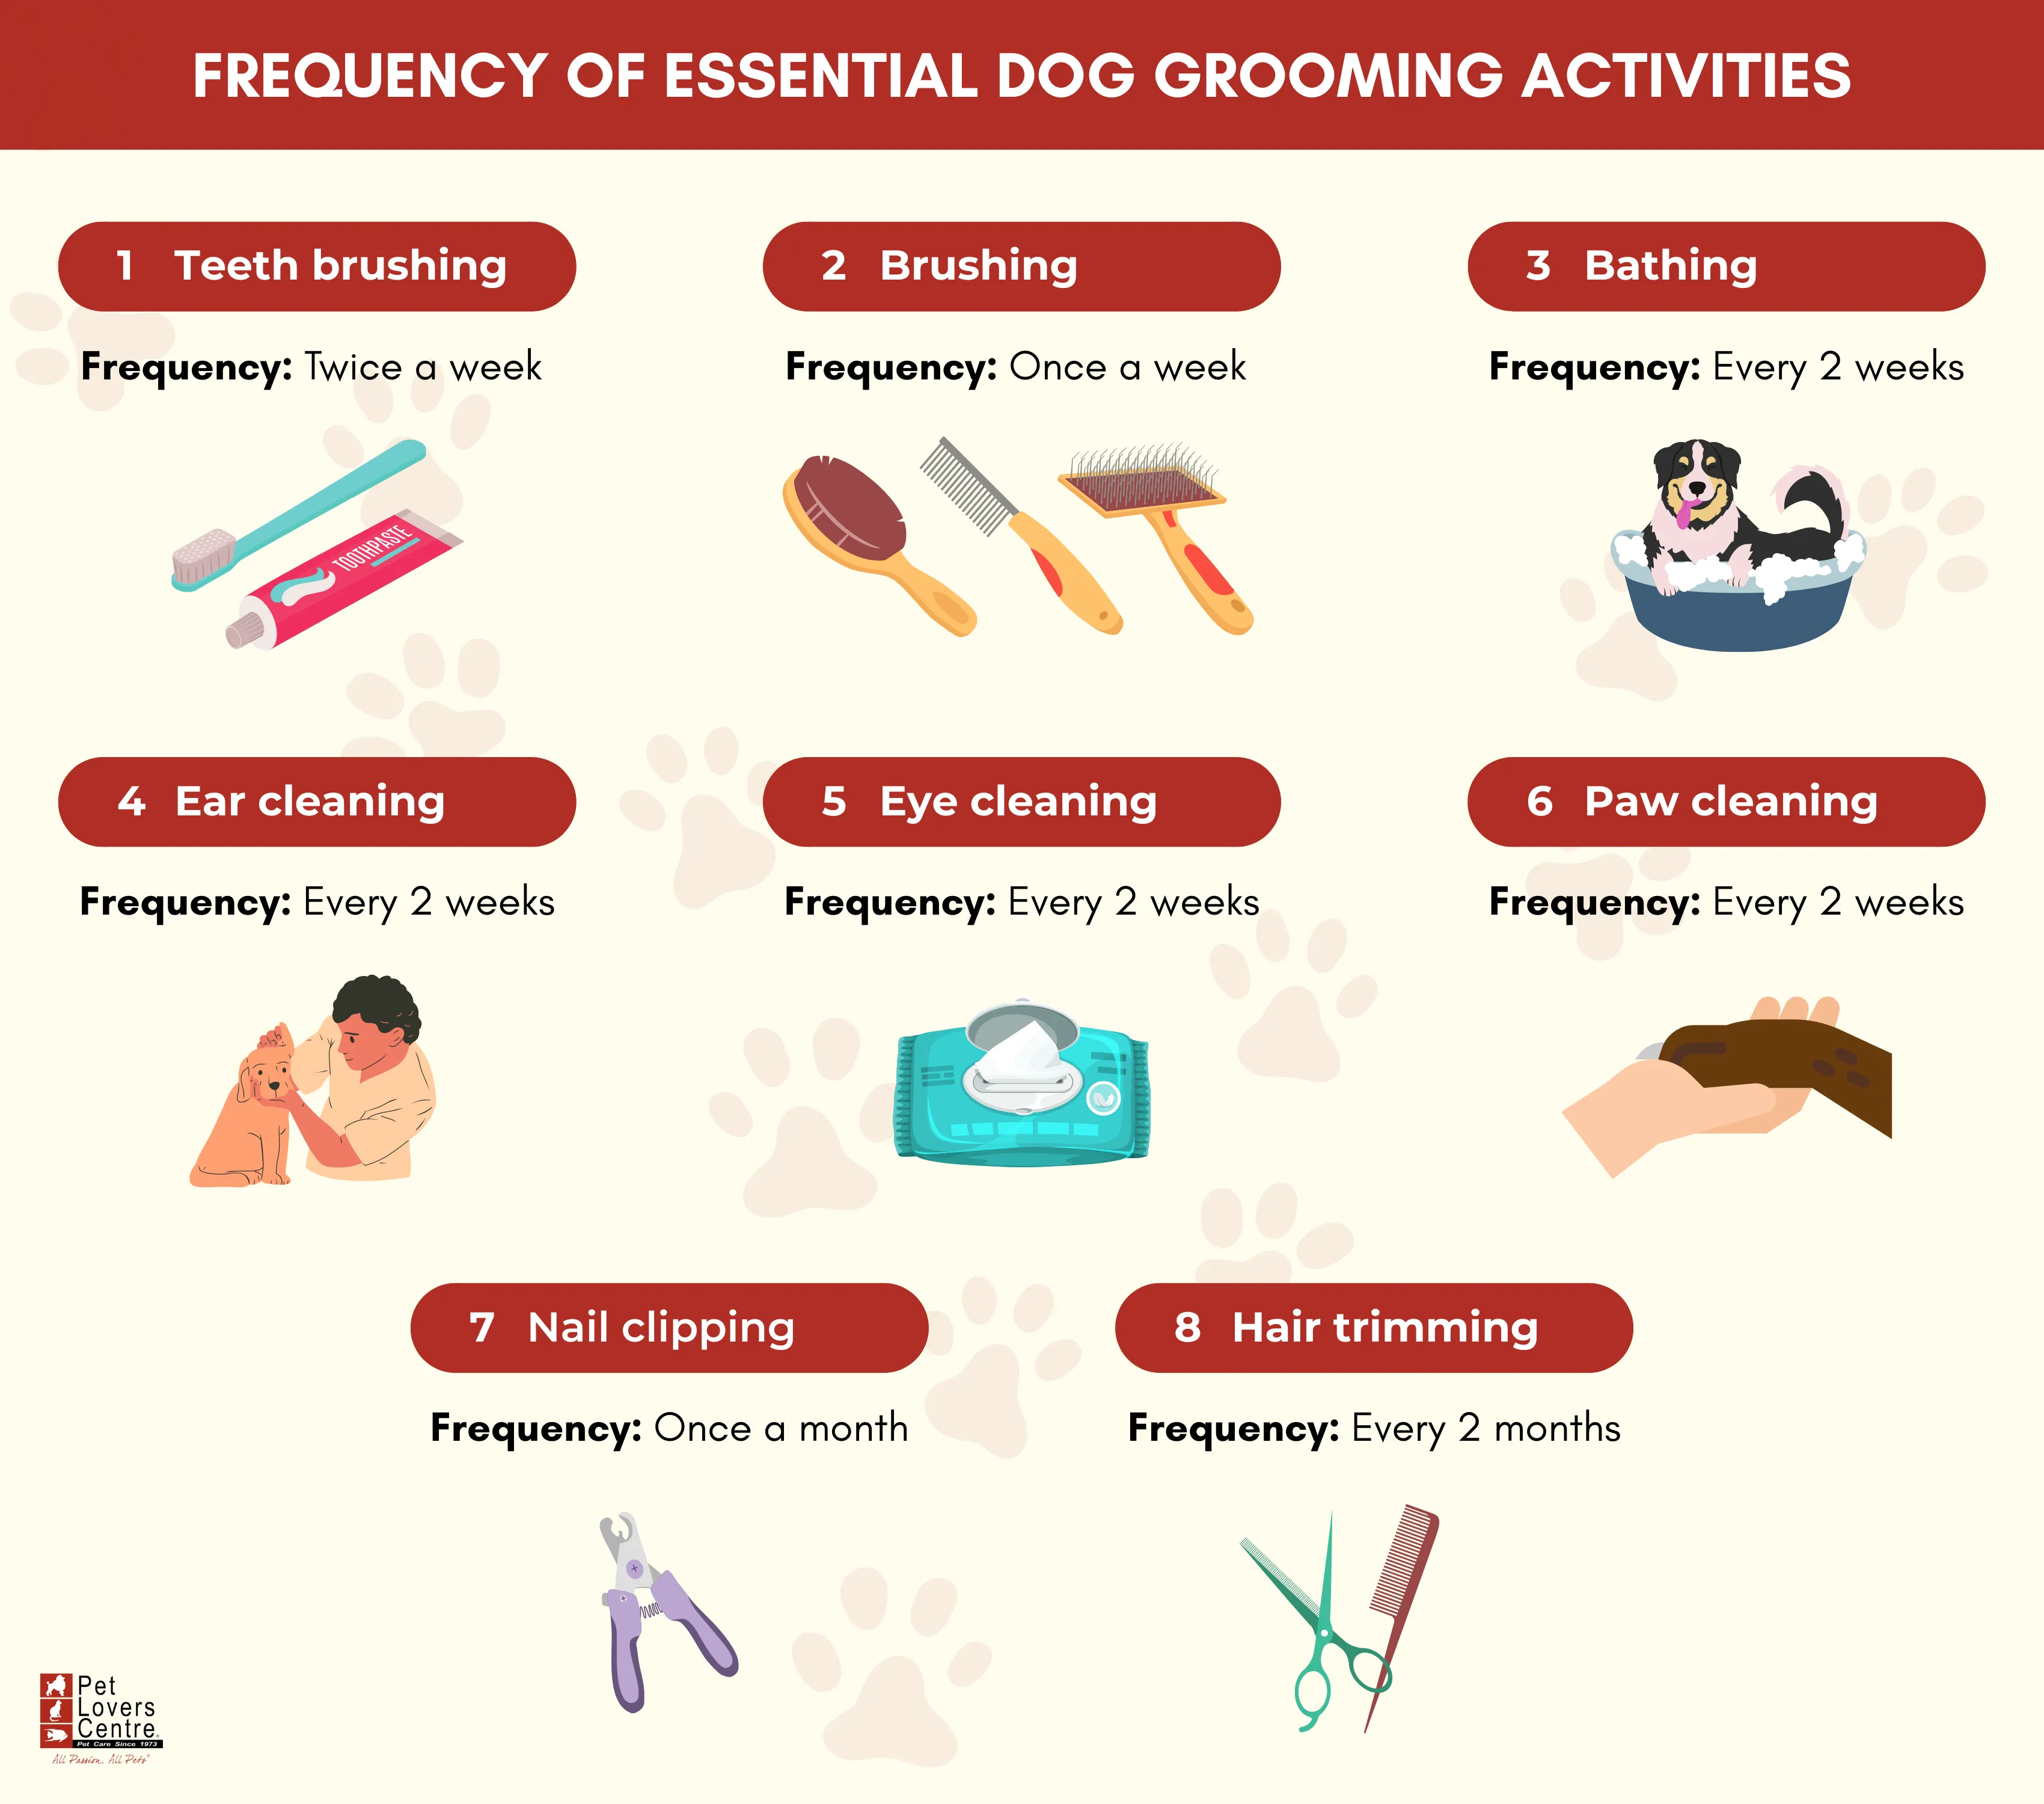 FREQUENCY OF ESSENTIAL DOG GROOMING ACTIVITIES
1 Teeth brushing
Frequency: Twice a week
TOOTHPASTE
2 Brushing
Frequency: Once a week
3 Bathing
Frequency: Every 2 weeks
4 Ear cleaning
Frequency: Every 2 weeks
5 Eye cleaning
Frequency: Every 2 weeks
6 Paw cleaning
Frequency: Every 2 weeks
7 Nail clipping
Frequency: Once a month
8 Hair trimming
Frequency: Every 2 months
Pet
Lovers
Centre
Pet Care Since 1973
All Passion. All Pets